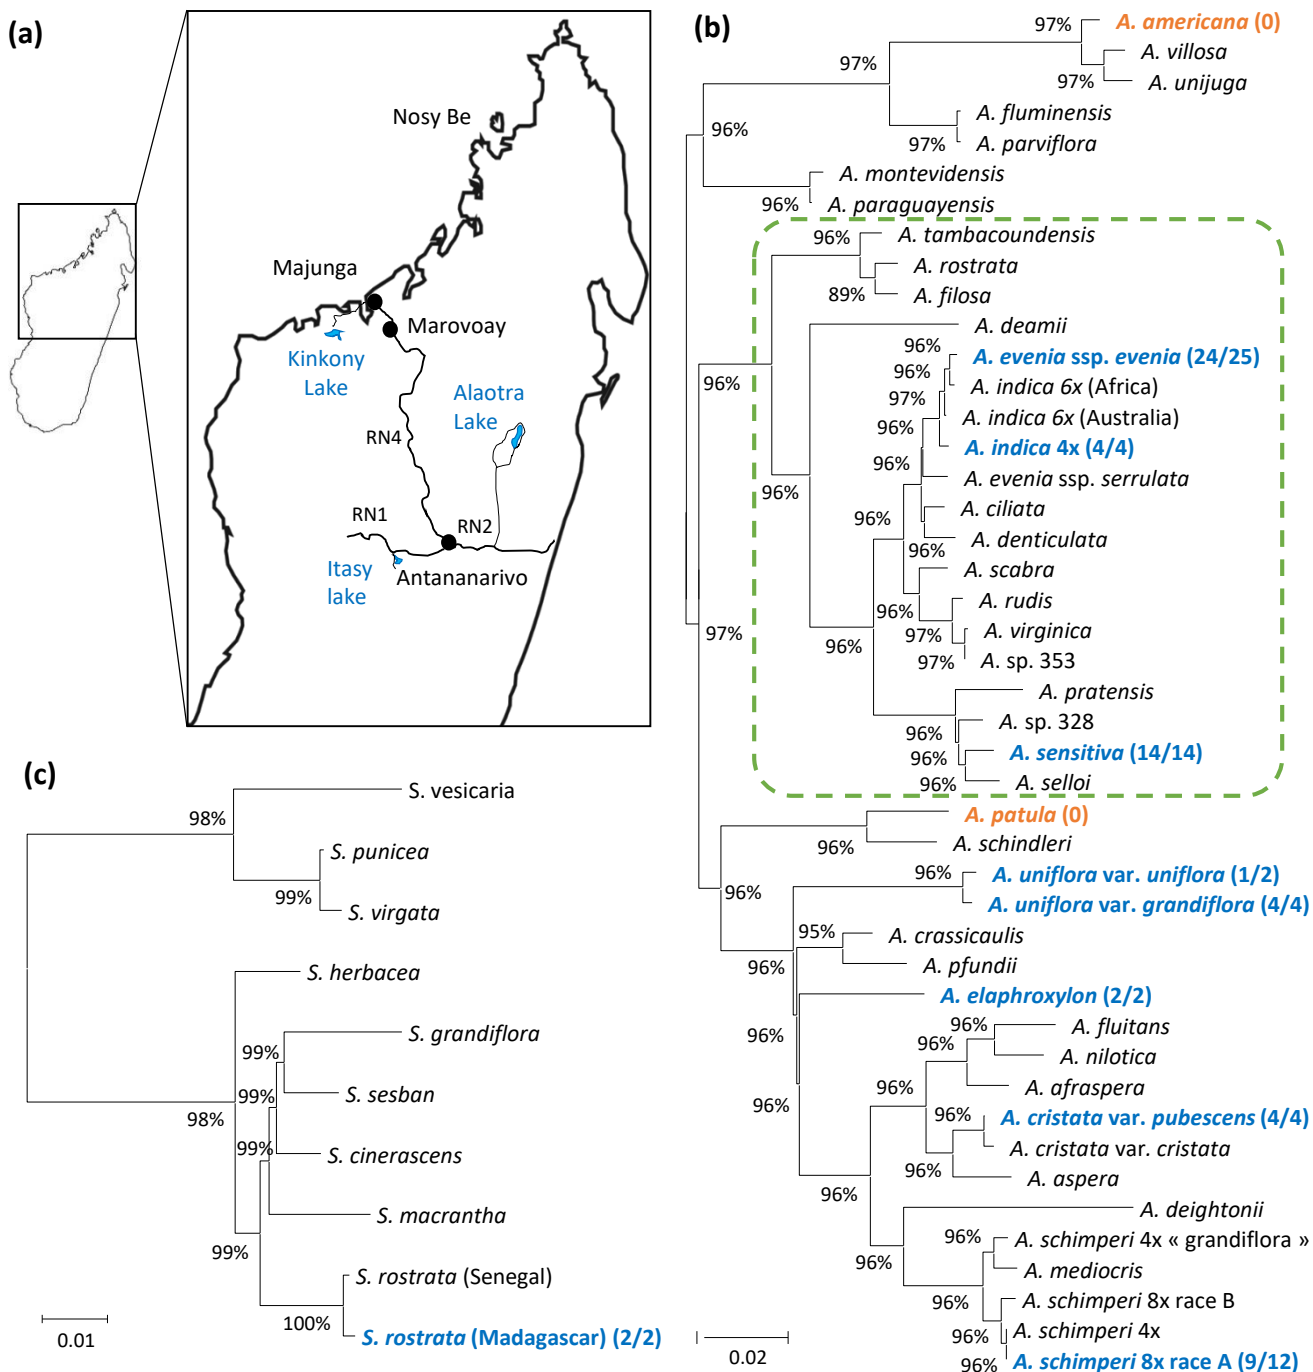 (a)
Nosy Be
Majunga
Marovoay
Kinkony
Lake
Alaotra
Lake
RN4
RN1
RN2
Itasy
lake
Antananarivo
(b)
97%
A. americana (0)
A. villosa
97%
97%
A. unijuga
A. fluminensis
96%
97%
A. parviflora
A. montevidensis
96%
A. paraguayensis
96%
A. tambacoundensis
A. rostrata
89%
A. filosa
A. deamii
96%
96%
A. evenia ssp. evenia (24/25)
96%
A. indica 6x (Africa)
97%
A. indica 6x (Australia)
96%
A. indica 4x (4/4)
96%
96%
A. evenia ssp. serrulata
A. ciliata
96%
A. denticulata
96%
A. scabra
96%
A. rudis
97%
A. virginica
97%
96%
97%
A. sp. 353
A. pratensis
96%
A. sp. 328
96%
A. sensitiva (14/14)
96%
A. selloi
A. patula (0)
96%
A. schindleri
96%
96%
A. uniflora var. uniflora (1/2)
A. uniflora var. grandiflora (4/4)
95%
A. crassicaulis
96%
A. pfundii
A. elaphroxylon (2/2)
96%
96%
A. fluitans
96%
A. nilotica
96%
A. afraspera
96%
96%
A. cristata var. pubescens (4/4)
A. cristata var. cristata
96%
A. aspera
96%
A. deightonii
96%
A. schimperi 4x « grandiflora »
96%
A. mediocris
96%
A. schimperi 8x race B
96%
A. schimperi 4x
96%
A. schimperi 8x race A (9/12)
0.02
(c)
S. vesicaria
98%
S. punicea
99%
S. virgata
S. herbacea
S. grandiflora
99%
S. sesban
99%
98%
99%
S. cinerascens
S. macrantha
99%
S. rostrata (Senegal)
100%
S. rostrata (Madagascar) (2/2)
0.01